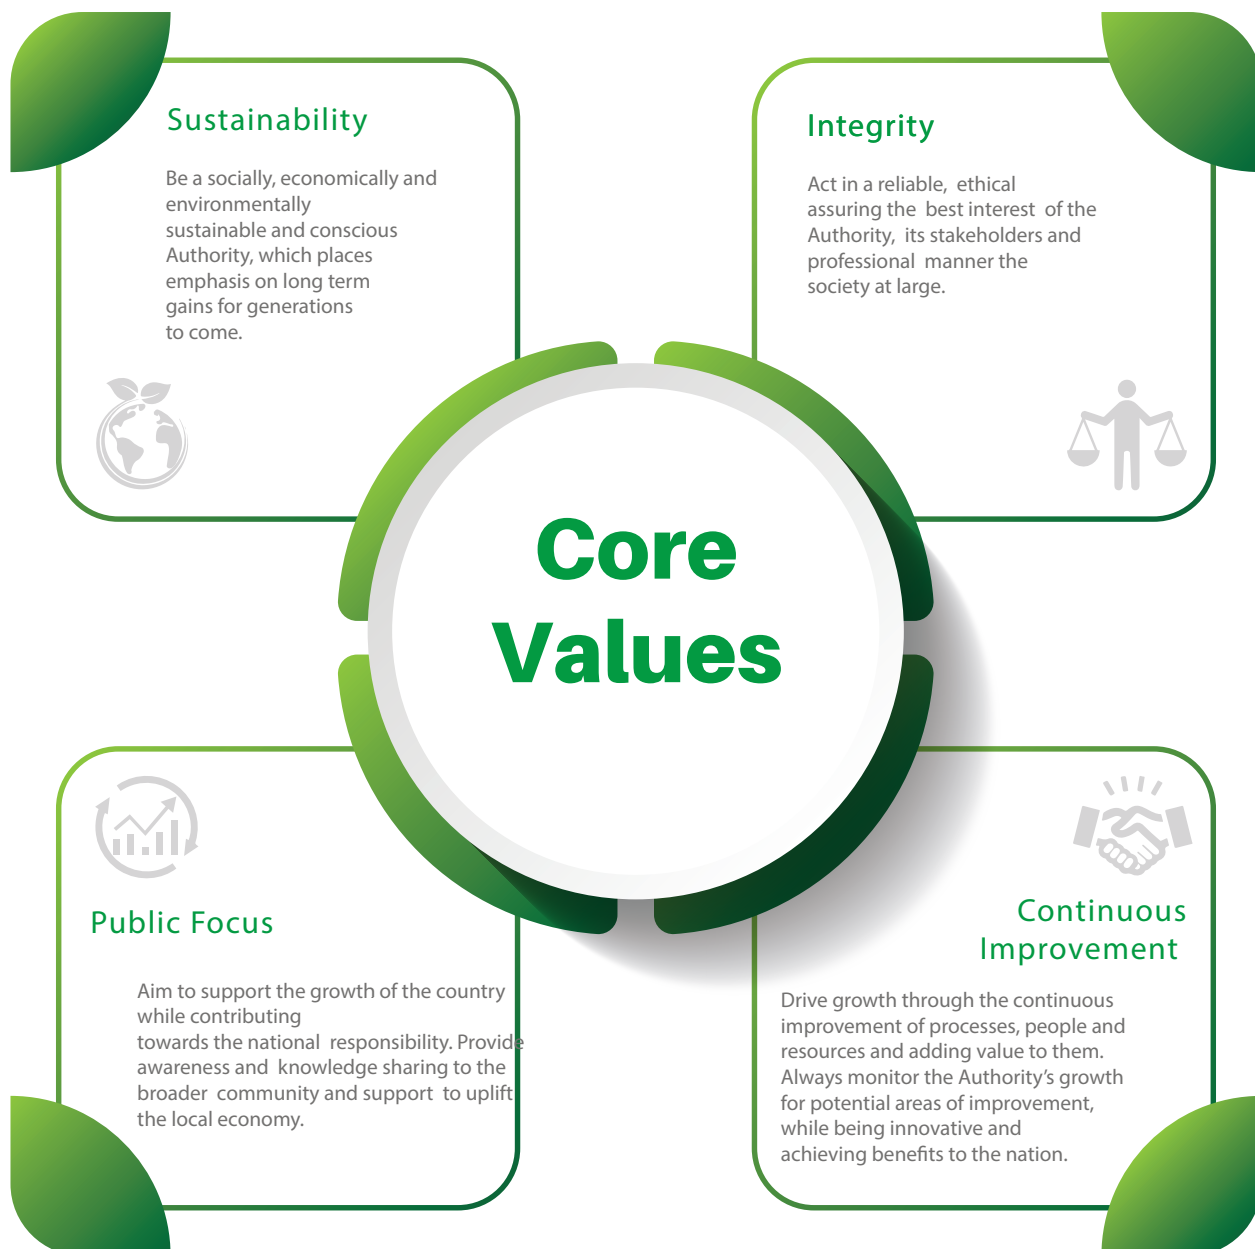 Sustainability
Be a socially, economically and
environmentally
sustainable and conscious
Authority, which places
emphasis on long term
gains for generations
to come.
Integrity
Act in a reliable, ethical
assuring the best interest of the
Authority, its stakeholders and
professional manner the
society at large.
Core
Values
Public Focus
Aim to support the growth of the country
while contributing
towards the national responsibility. Provide
awareness and knowledge sharing to the
broader community and support to uplift
the local economy.
Continuous
Improvement
Drive growth through the continuous
improvement of processes, people and
resources and adding value to them.
Always monitor the Authority’s growth
for potential areas of improvement,
while being innovative and
achieving benefits to the nation.